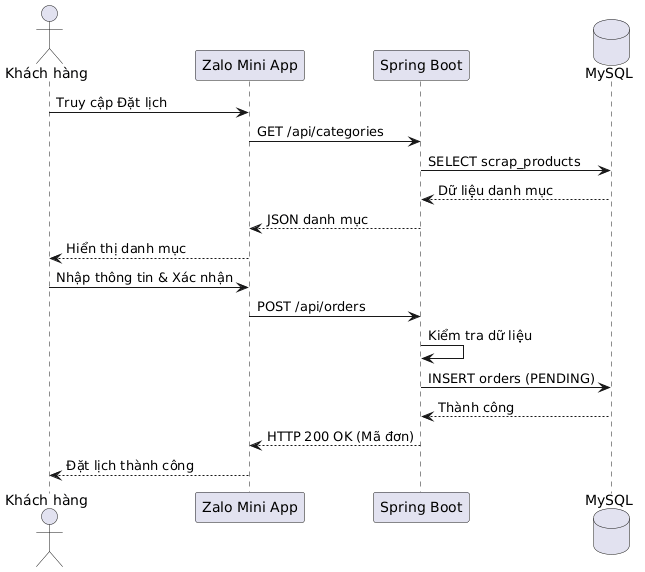 Khách hàng
Zalo Mini App
Spring Boot
MySQL
Truy cập Đặt lịch
GET /api/categories
SELECT scrap_products
Dữ liệu danh mục
JSON danh mục
Hiển thị danh mục
Nhập thông tin & Xác nhận
POST /api/orders
Kiểm tra dữ liệu
INSERT orders (PENDING)
Thành công
HTTP 200 OK (Mã đơn)
Đặt lịch thành công
Khách hàng
Zalo Mini App
Spring Boot
MySQL